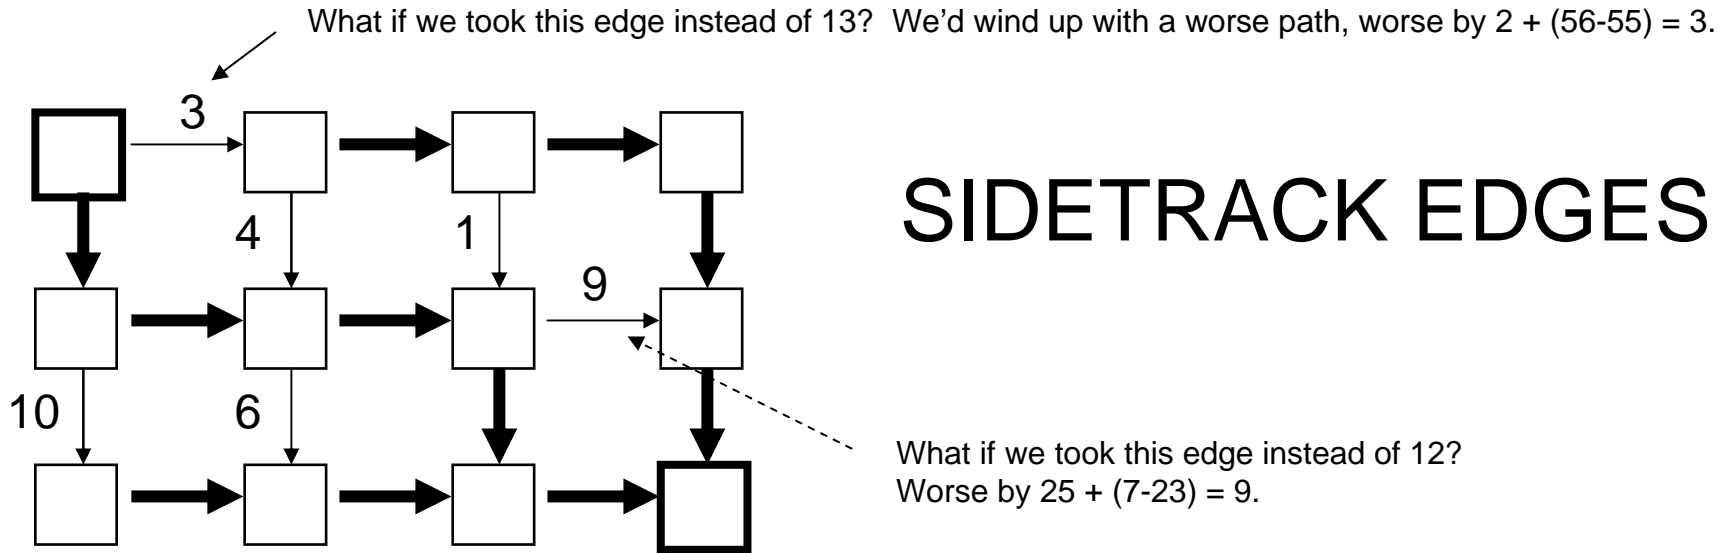 What if we took this edge instead of 13? We’d wind up with a worse path, worse by 2 + (56-55) = 3.
3
SIDETRACK EDGES
4
1
9
10
6
What if we took this edge instead of 12?
Worse by 25 + (7-23) = 9.